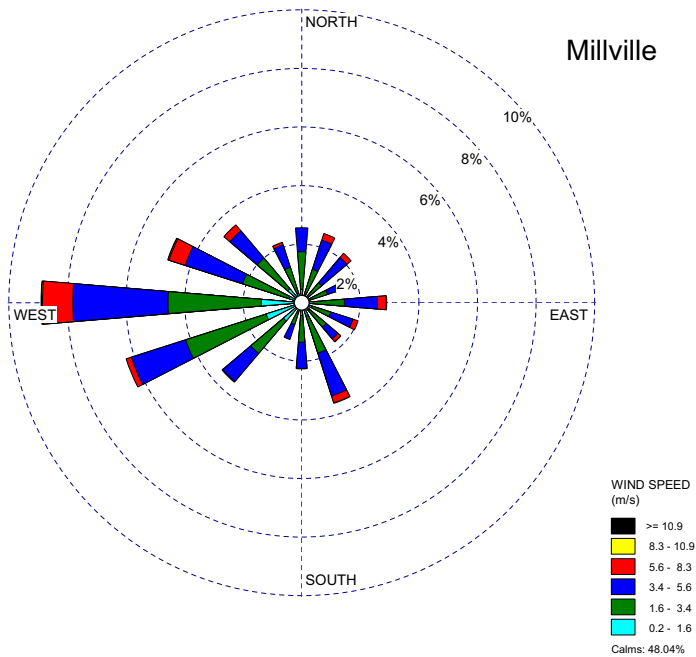 NORTH
Millville
10%
8%
6%
4%
2%
WEST
EAST
SOUTH
WIND SPEED
(m/s)
>= 10.9
8.3 - 10.9
5.6 - 8.3
3.4 - 5.6
1.6 - 3.4
0.2 - 1.6
Calms: 48.04%